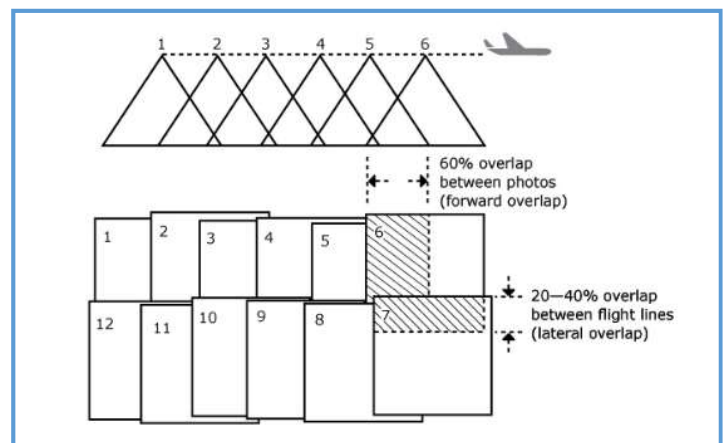 1 2 3 4 5 6
60% overlap
between photos
(forward overlap)
1 2 3 4 5 6
20—40% overlap
between flight lines
(lateral overlap)
12 11 10 9 8 7